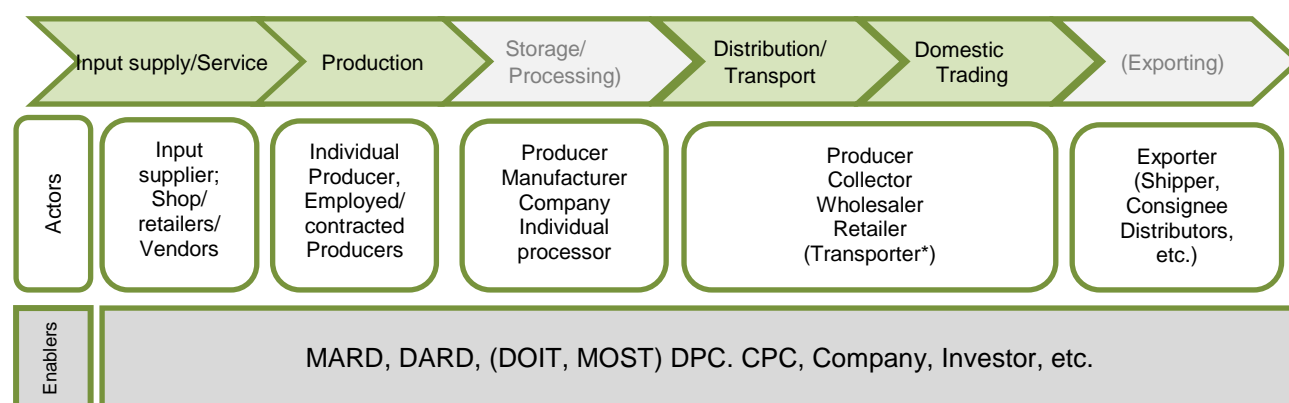 Input supply/Service
Production
Storage/
Processing)
Distribution/
Transport
Domestic
Trading
(Exporting)
Actors
Input
supplier;
Shop/
retailers/
Vendors
Individual
Producer,
Employed/
contracted
Producers
Producer
Manufacturer
Company
Individual
processor
Producer
Collector
Wholesaler
Retailer
(Transporter*)
Exporter
(Shipper,
Consignee
Distributors,
etc.)
Enablers
MARD, DARD, (DOIT, MOST) DPC. CPC, Company, Investor, etc.